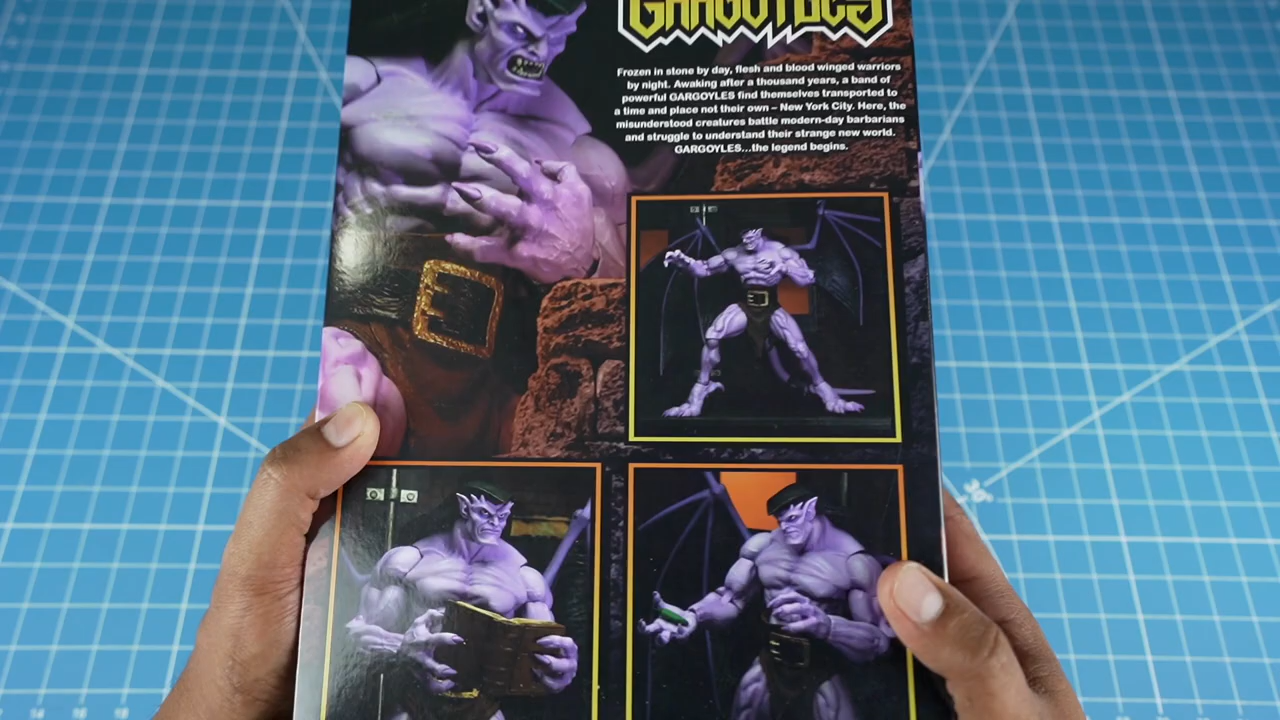 GARGOYLES
Frozen in stone by day, flesh and blood winged warriors
by night. Awaking after a thousand years, a band of
powerful GARGOYLES find themselves transported to
a time and place not their own – New York City. Here, the
misunderstood creatures battle modern-day barbarians
and struggle to understand their strange new world.
GARGOYLES...the legend begins.